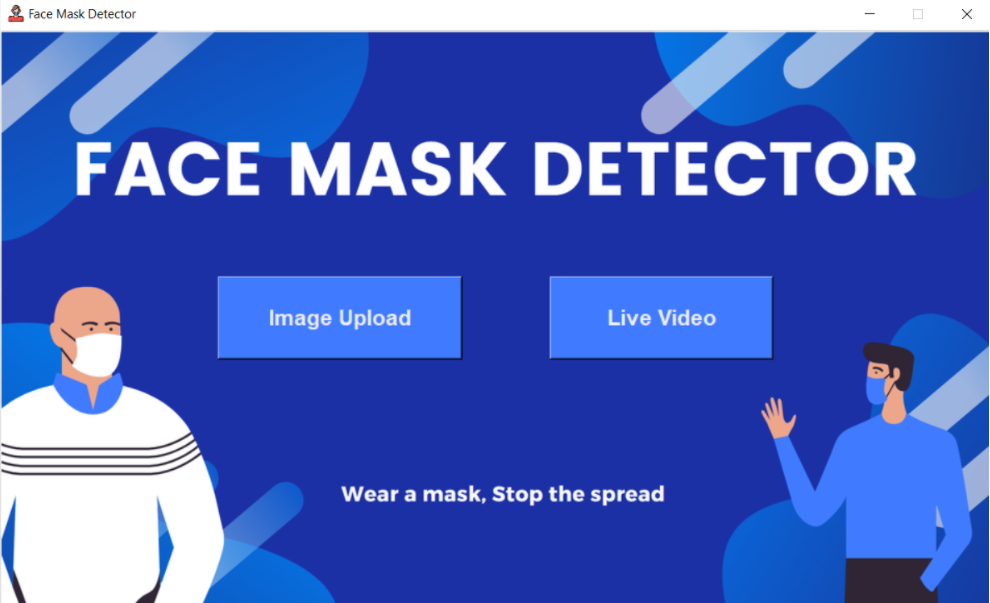 Face Mask Detector
FACE MASK DETECTOR
Image Upload
Live Video
Wear a mask, Stop the spread